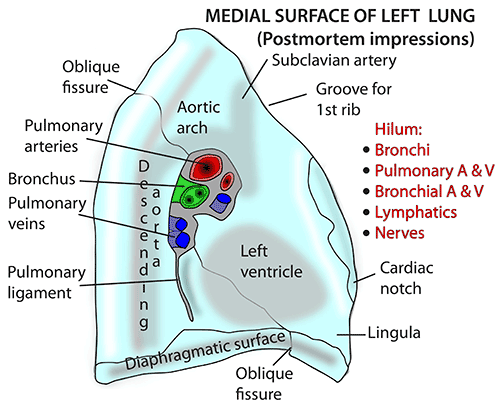 MEDIAL SURFACE OF LEFT LUNG
(Postmortem impressions)
Subclavian artery
Oblique
fissure
Groove for
1st rib
Aortic
arch
Pulmonary
arteries
Hilum:
• Bronchi
• Pulmonary A & V
• Bronchial A & V
• Lymphatics
• Nerves
Bronchus
Pulmonary
veins
Descending
aorta
Left
ventricle
Pulmonary
ligament
Cardiac
notch
Lingula
Diaphragmatic surface
Oblique
fissure